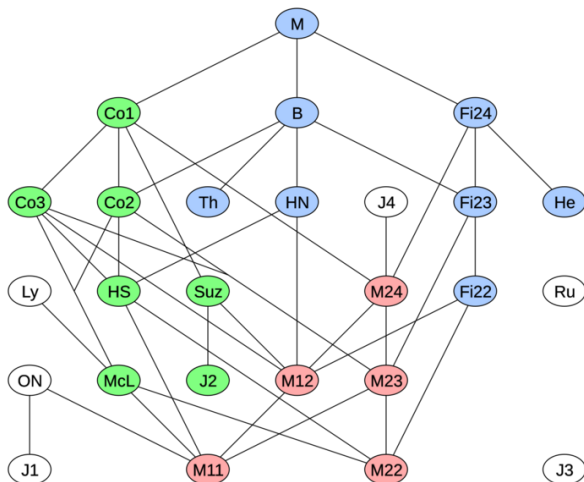 M
Co1 B Fi24
Co3 Co2 Th HN J4 Fi23 He
Ly HS Suz M24 Fi22 Ru
ON McL J2 M12 M23
J1 M11 M22 J3